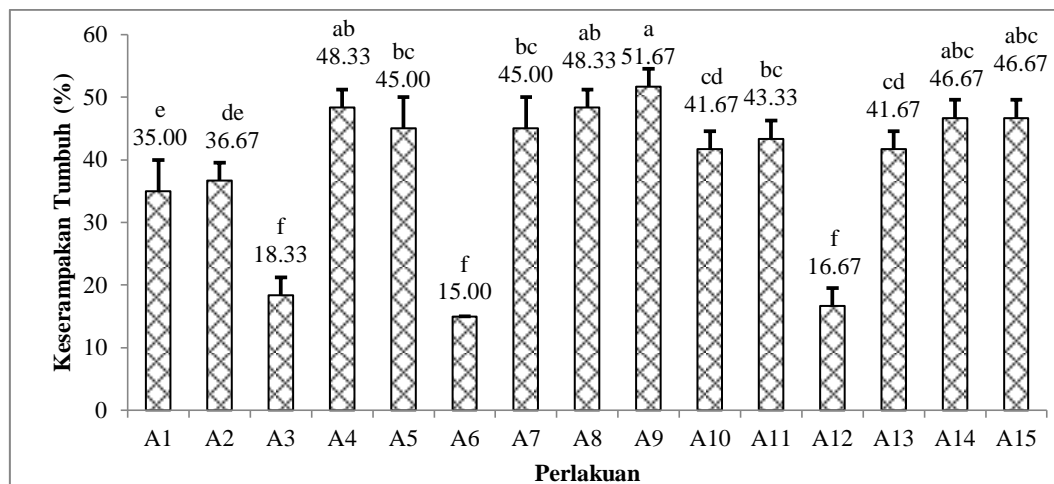 Keserampakan Tumbuh (%)
60
50
40
30
20
10
0
e
35.00
de
36.67
f
18.33
ab
48.33
bc
45.00
f
15.00
bc
45.00
ab
48.33
a
51.67
cd
41.67
bc
43.33
f
16.67
cd
41.67
abc
46.67
abc
46.67
A1 A2 A3 A4 A5 A6 A7 A8 A9 A10 A11 A12 A13 A14 A15
Perlakuan